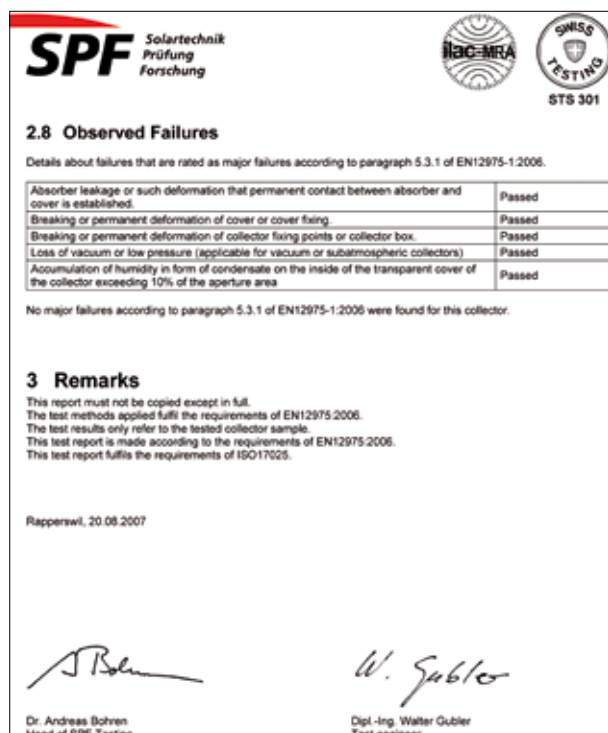 SPF Solartechnik
Prüfung
Forschung
ilac-MRA
SWISS TESTING
STS 301
2.8 Observed Failures
Details about failures that are rated as major failures according to paragraph 5.3.1 of EN12975-1:2006.
Absorber leakage or such deformation that permanent contact between absorber and
cover is established.
Passed
Breaking or permanent deformation of cover or cover fixing.
Passed
Breaking or permanent deformation of collector fixing points or collector box.
Passed
Loss of vacuum or low pressure (applicable for vacuum or subatmospheric collectors)
Passed
Accumulation of humidity in form of condensate on the inside of the transparent cover of
the collector exceeding 10% of the aperture area
Passed
No major failures according to paragraph 5.3.1 of EN12975-1:2006 were found for this collector.
3 Remarks
This report must not be copied except in full.
The test methods applied fulfil the requirements of EN12975:2006.
The test results only refer to the tested collector sample.
This test report is made according to the requirements of EN12975:2006.
This test report fulfils the requirements of ISO17025.
Rapperswil, 20.08.2007
A Bohren
W. Gubler
Dr. Andreas Bohren
Dipl.-Ing. Walter Gubler
Head of SPF Testing
Test engineer